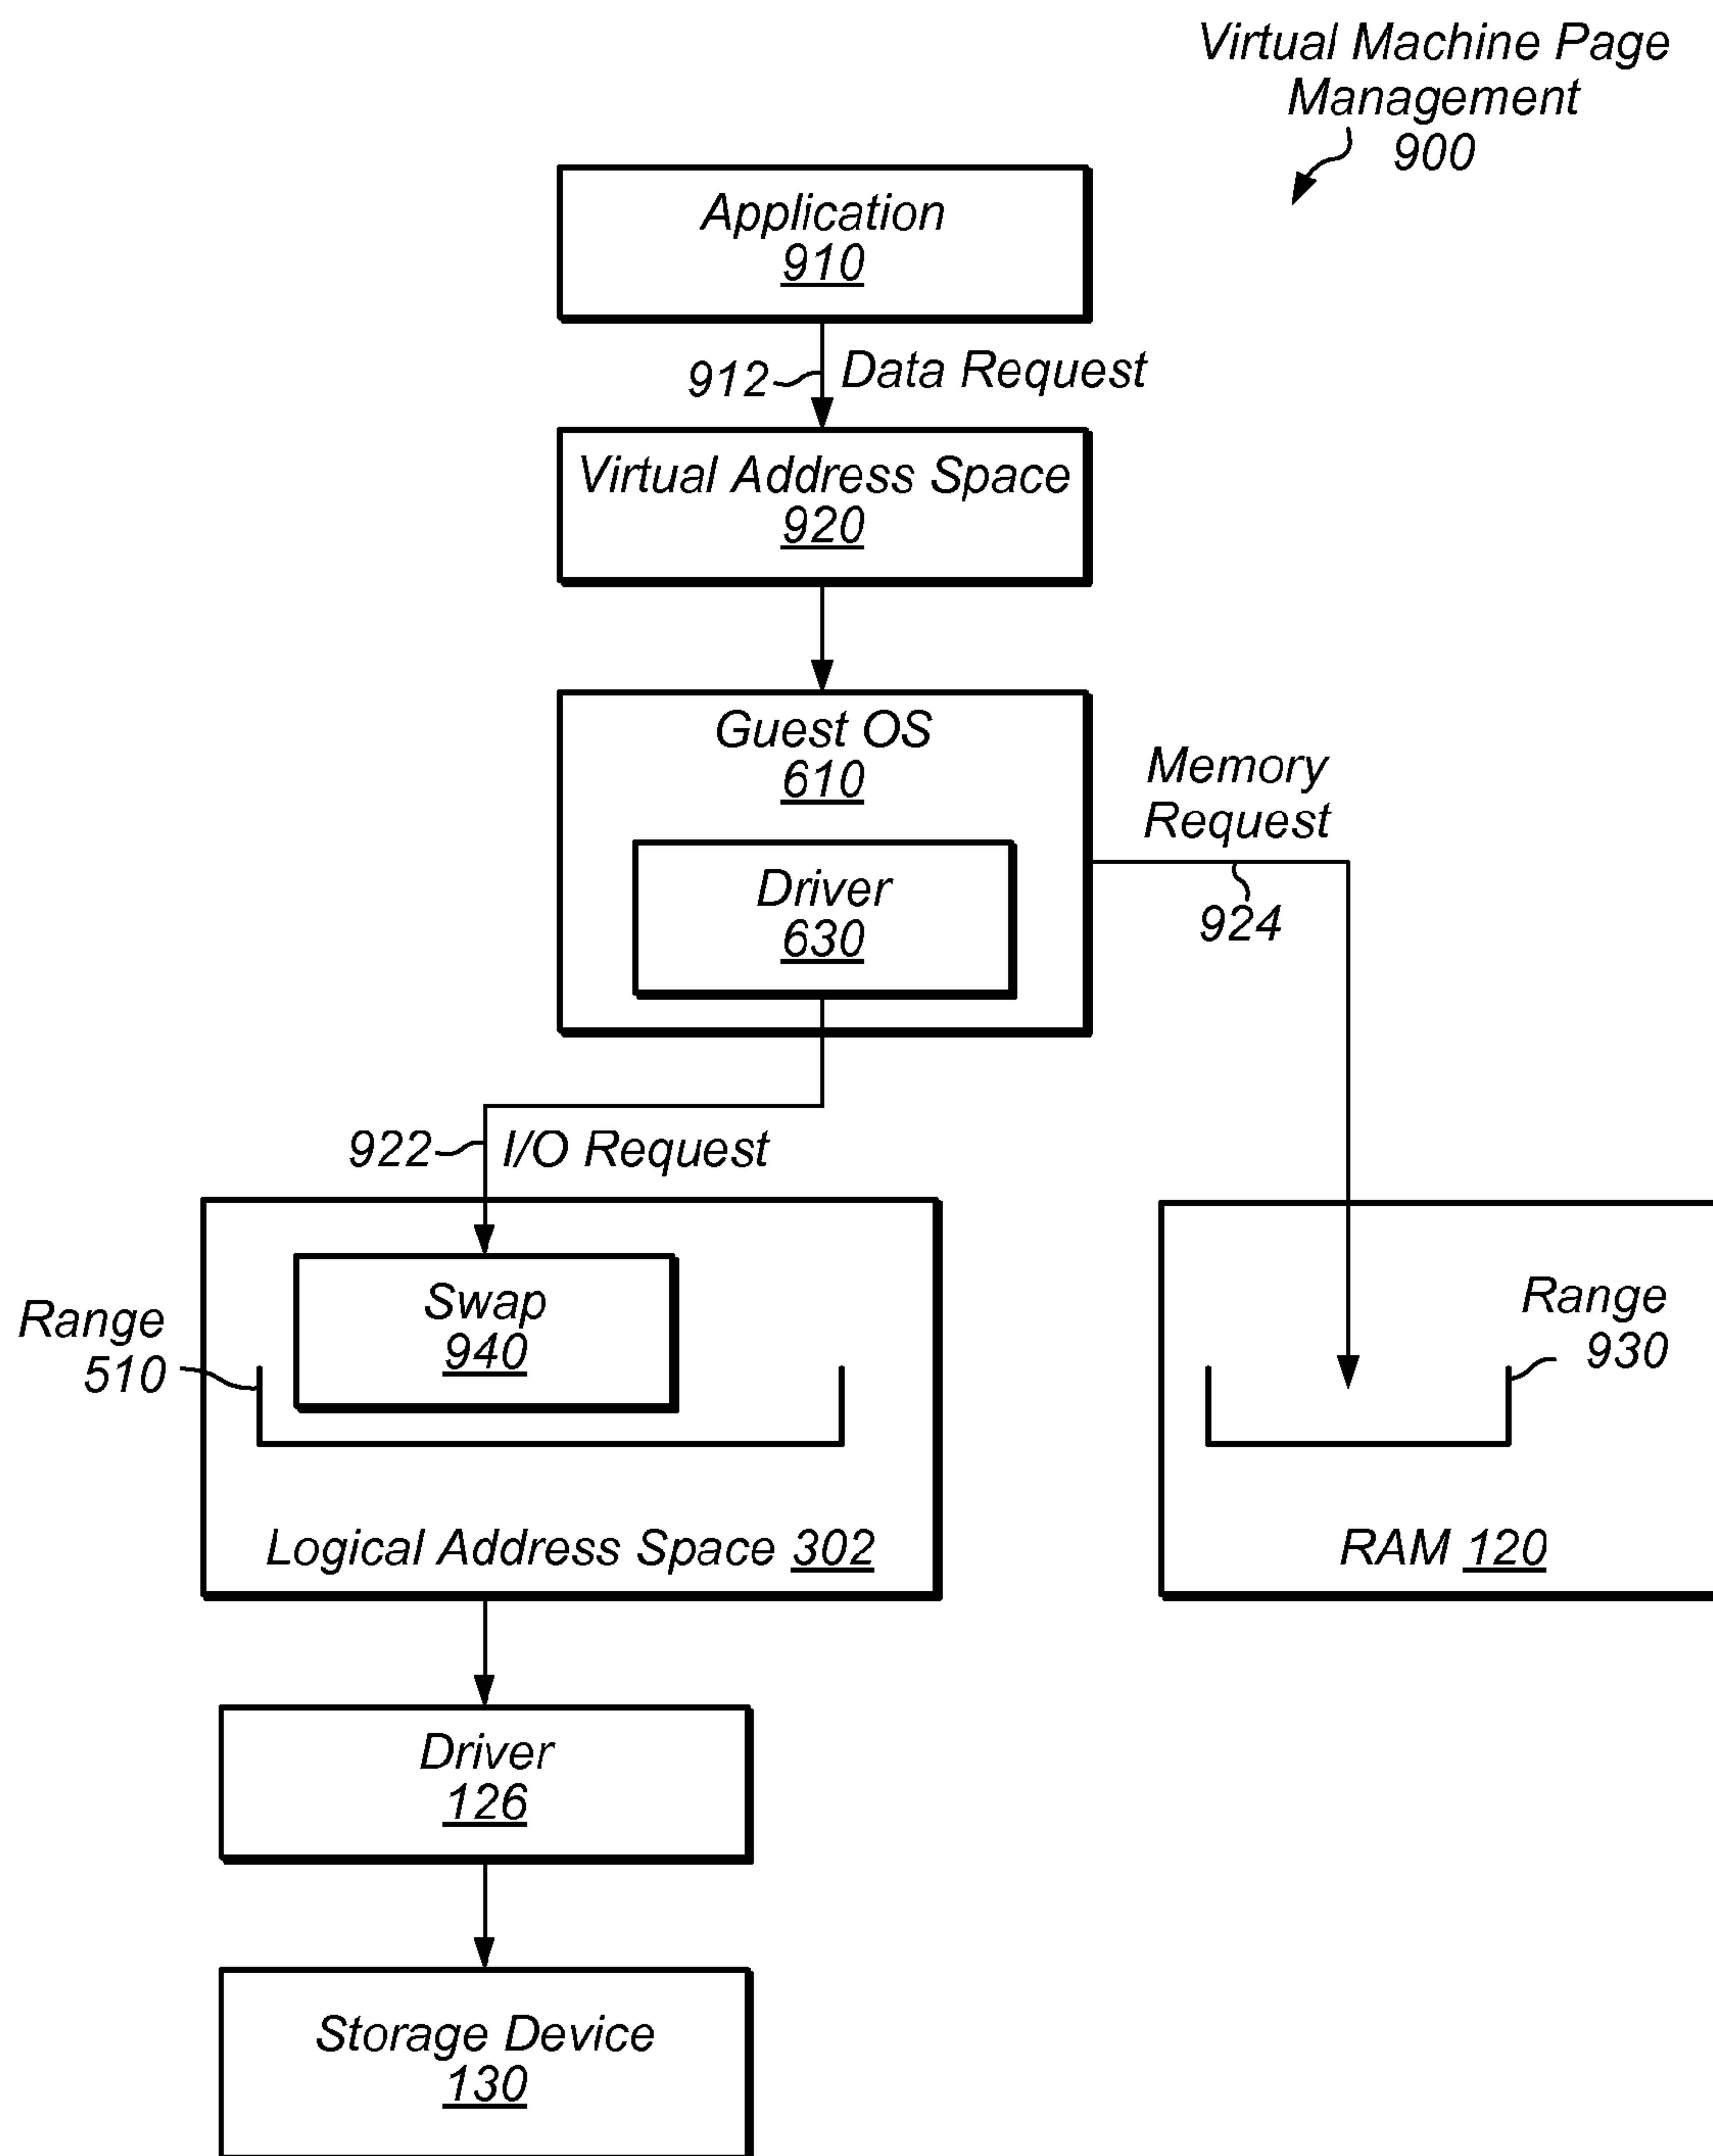 Virtual Machine Page
Management
900
Application
910
912
Data Request
Virtual Address Space
920
Guest OS
610
Memory
Request
924
Driver
630
922
I/O Request
Range
510
Swap
940
Range
930
Logical Address Space 302
RAM 120
Driver
126
Storage Device
130